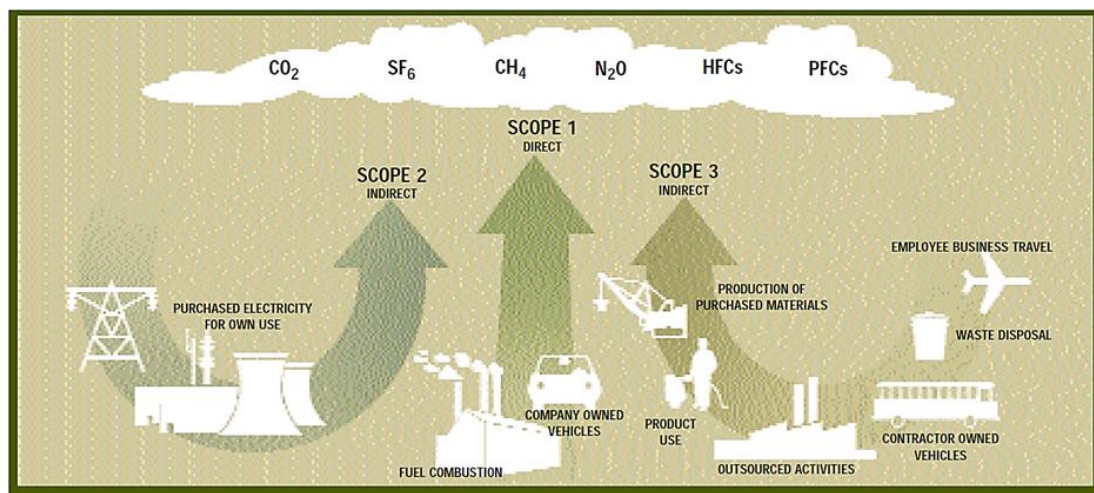 CO₂ SF₆ CH₄ N₂O HFCs PFCs
SCOPE 1
DIRECT
SCOPE 2
INDIRECT
SCOPE 3
INDIRECT
PURCHASED ELECTRICITY
FOR OWN USE
FUEL COMBUSTION
COMPANY OWNED
VEHICLES
PRODUCTION OF
PURCHASED MATERIALS
PRODUCT
USE
OUTSOURCED ACTIVITIES
EMPLOYEE BUSINESS TRAVEL
WASTE DISPOSAL
CONTRACTOR OWNED
VEHICLES